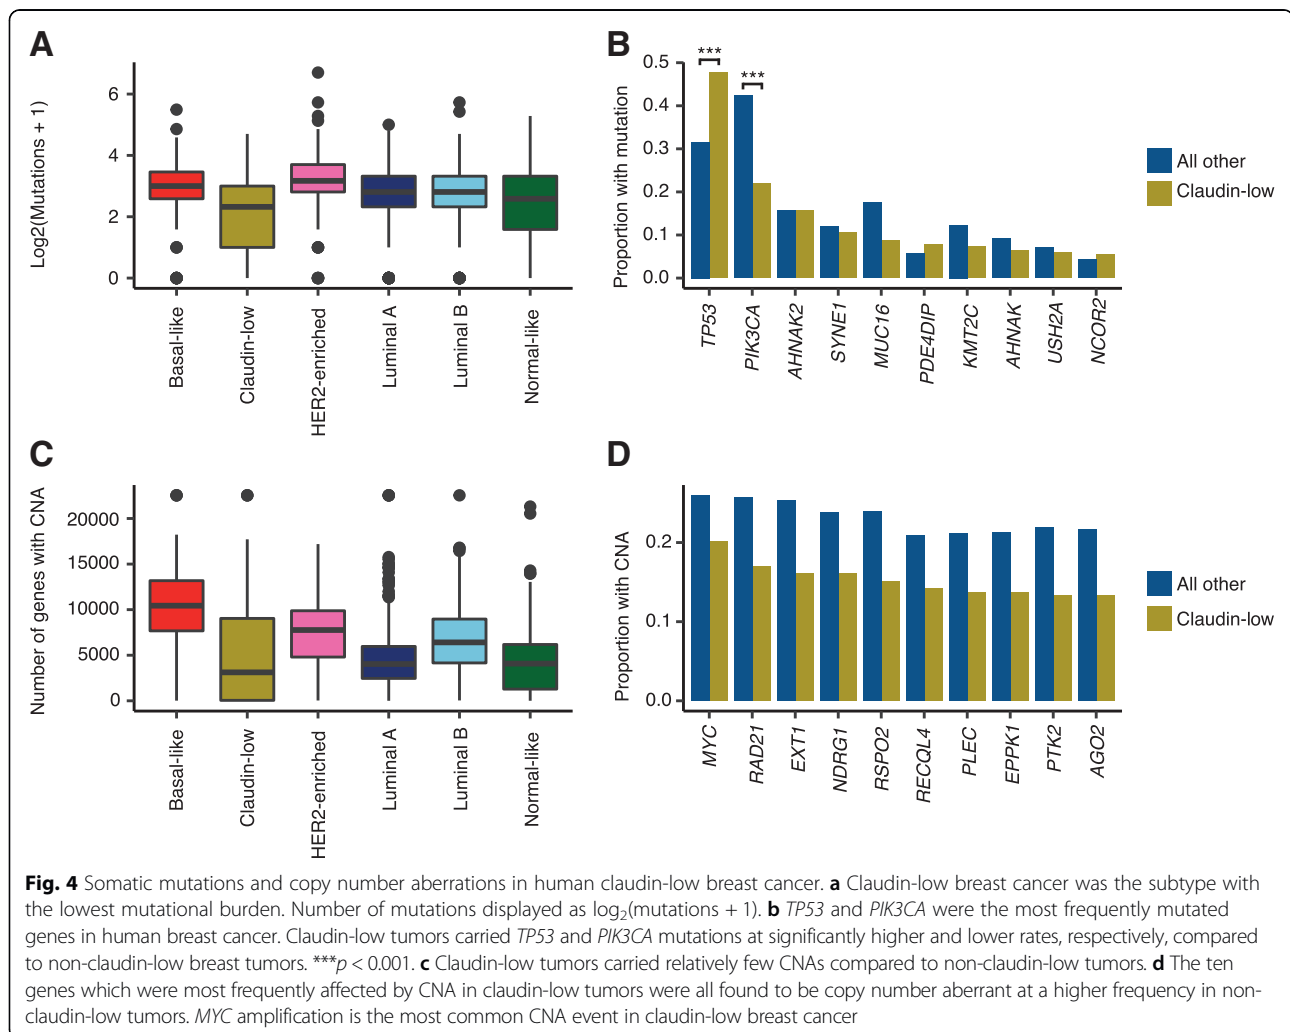 A
Log2(Mutations + 1)
6
4
2
0
Basal-like
Claudin-low
HER2-enriched
Luminal A
Luminal B
Normal-like
B
Proportion with mutation
0.5
0.4
0.3
0.2
0.1
0.0
***
***
TP53
PIK3CA
AHNAK2
SYNE1
MUC16
PDE4DIP
KMT2C
AHNAK
USH2A
NCOR2
All other
Claudin-low
C
Number of genes with CNA
20000
15000
10000
5000
0
Basal-like
Claudin-low
HER2-enriched
Luminal A
Luminal B
Normal-like
D
Proportion with CNA
0.2
0.1
0.0
MYC
RAD21
EXT1
NDRG1
RSPO2
RECQL4
PLEC
EPPK1
PTK2
AGO2
All other
Claudin-low
Fig. 4 Somatic mutations and copy number aberrations in human claudin-low breast cancer. a Claudin-low breast cancer was the subtype with
the lowest mutational burden. Number of mutations displayed as log₂(mutations + 1). b TP53 and PIK3CA were the most frequently mutated
genes in human breast cancer. Claudin-low tumors carried TP53 and PIK3CA mutations at significantly higher and lower rates, respectively, compared
to non-claudin-low breast tumors. ***p < 0.001. c Claudin-low tumors carried relatively few CNAs compared to non-claudin-low tumors. d The ten
genes which were most frequently affected by CNA in claudin-low tumors were all found to be copy number aberrant at a higher frequency in non-
claudin-low tumors. MYC amplification is the most common CNA event in claudin-low breast cancer